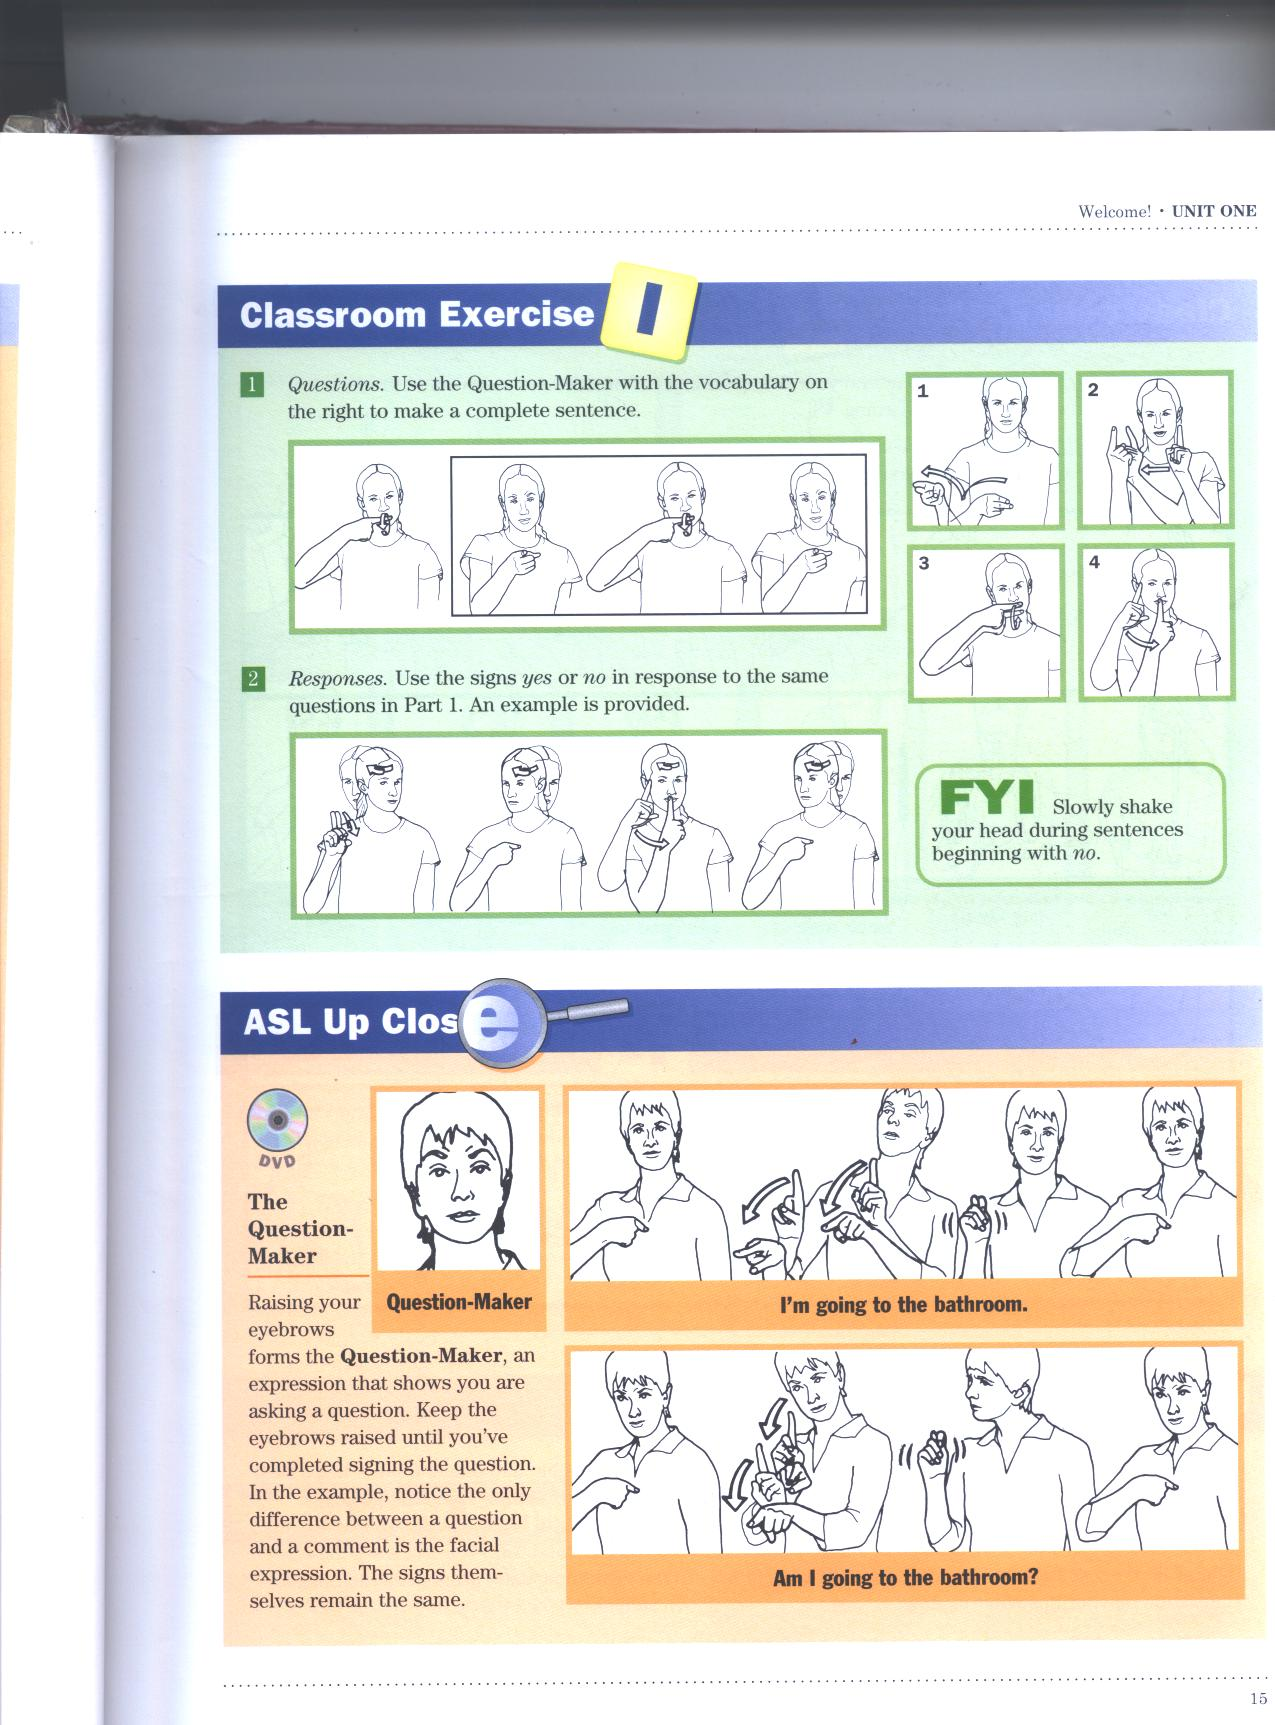 Welcome! • UNIT ONE
Classroom Exercise I
1 Questions. Use the Question-Maker with the vocabulary on
the right to make a complete sentence.
1
2
3
4
2 Responses. Use the signs yes or no in response to the same
questions in Part 1. An example is provided.
FYI Slowly shake
your head during sentences
beginning with no.
ASL Up Close
DVD
The
Question-
Maker
Raising your
eyebrows
forms the Question-Maker, an
expression that shows you are
asking a question. Keep the
eyebrows raised until you've
completed signing the question.
In the example, notice the only
difference between a question
and a comment is the facial
expression. The signs them-
selves remain the same.
Question-Maker
I'm going to the bathroom.
Am I going to the bathroom?
15